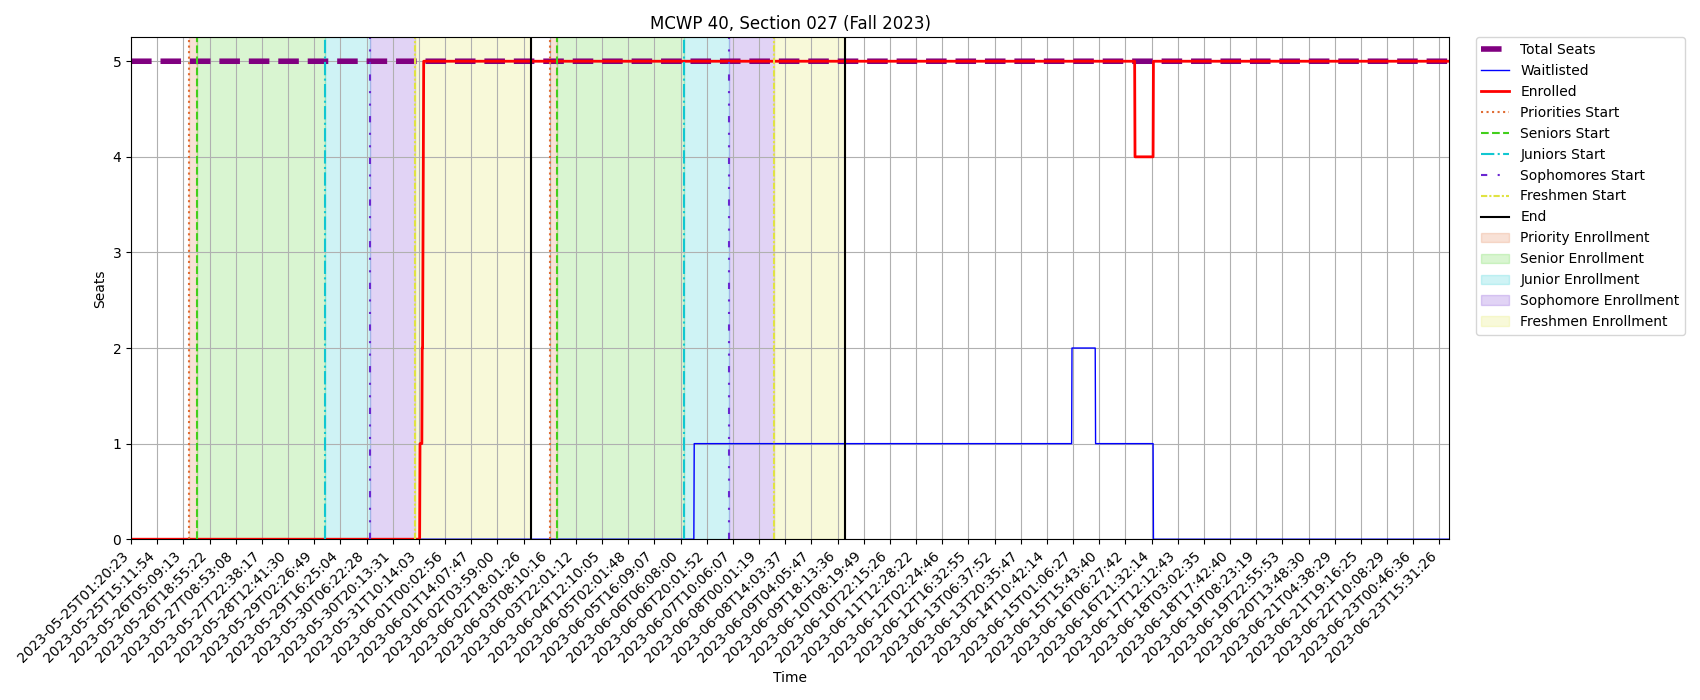 MCWP 40, Section 027 (Fall 2023)
Seats
5
4
3
2
1
0
2023-05-25T01:20:23
2023-05-25T15:11:54
2023-05-26T05:09:13
2023-05-26T18:55:22
2023-05-27T08:53:08
2023-05-27T22:38:17
2023-05-28T12:41:30
2023-05-29T02:26:49
2023-05-29T16:25:04
2023-05-30T06:22:28
2023-05-30T20:13:31
2023-05-31T10:14:03
2023-06-01T00:02:56
2023-06-01T14:07:47
2023-06-02T03:59:00
2023-06-02T18:01:26
2023-06-03T08:10:16
2023-06-03T22:01:12
2023-06-04T12:10:05
2023-06-05T02:01:48
2023-06-05T16:09:07
2023-06-06T06:08:00
2023-06-06T20:01:52
2023-06-07T10:06:07
2023-06-08T00:01:19
2023-06-08T14:03:37
2023-06-09T04:05:47
2023-06-09T18:13:36
2023-06-10T08:19:49
2023-06-10T22:15:26
2023-06-11T12:28:22
2023-06-12T02:24:46
2023-06-12T16:32:55
2023-06-13T06:37:52
2023-06-13T20:35:47
2023-06-14T10:42:14
2023-06-15T01:06:27
2023-06-15T15:43:40
2023-06-16T06:27:42
2023-06-16T21:32:14
2023-06-17T12:12:43
2023-06-18T03:02:35
2023-06-18T17:42:40
2023-06-19T08:23:19
2023-06-19T22:55:53
2023-06-20T13:48:30
2023-06-21T04:38:29
2023-06-21T19:16:25
2023-06-22T10:08:29
2023-06-23T00:46:36
2023-06-23T15:31:26
Time
Total Seats
Waitlisted
Enrolled
Priorities Start
Seniors Start
Juniors Start
Sophomores Start
Freshmen Start
End
Priority Enrollment
Senior Enrollment
Junior Enrollment
Sophomore Enrollment
Freshmen Enrollment